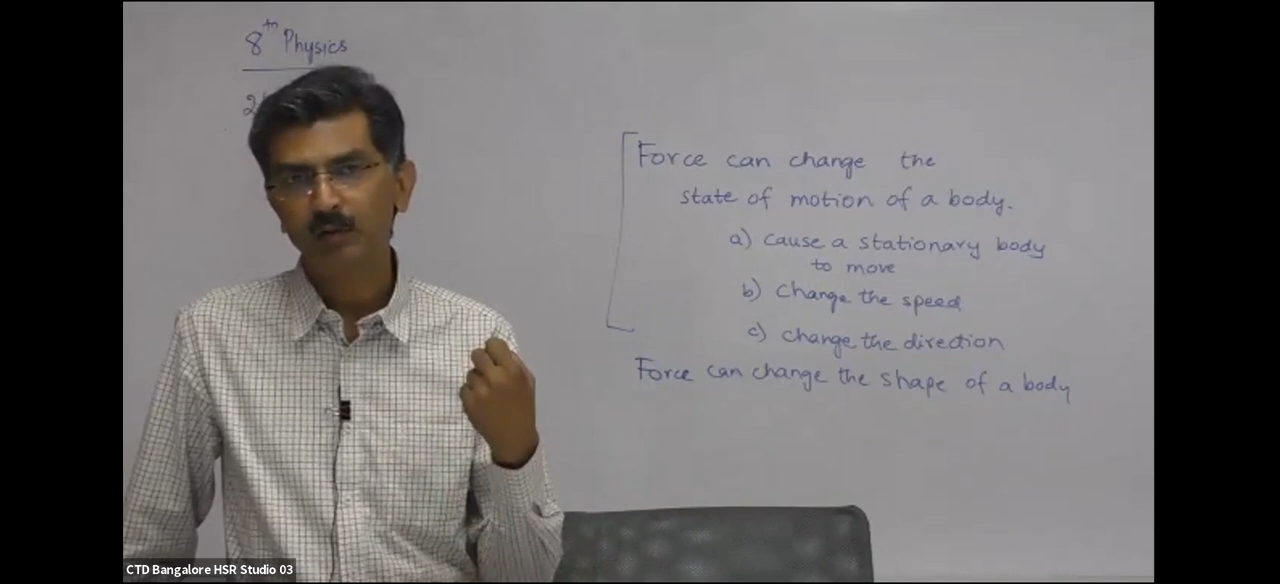 8th Physics
Force can change the
state of motion of a body.
a) cause a stationary body
to move
b) Change the speed
c) change the direction
Force can change the shape of a body
CTD Bangalore HSR Studio 03